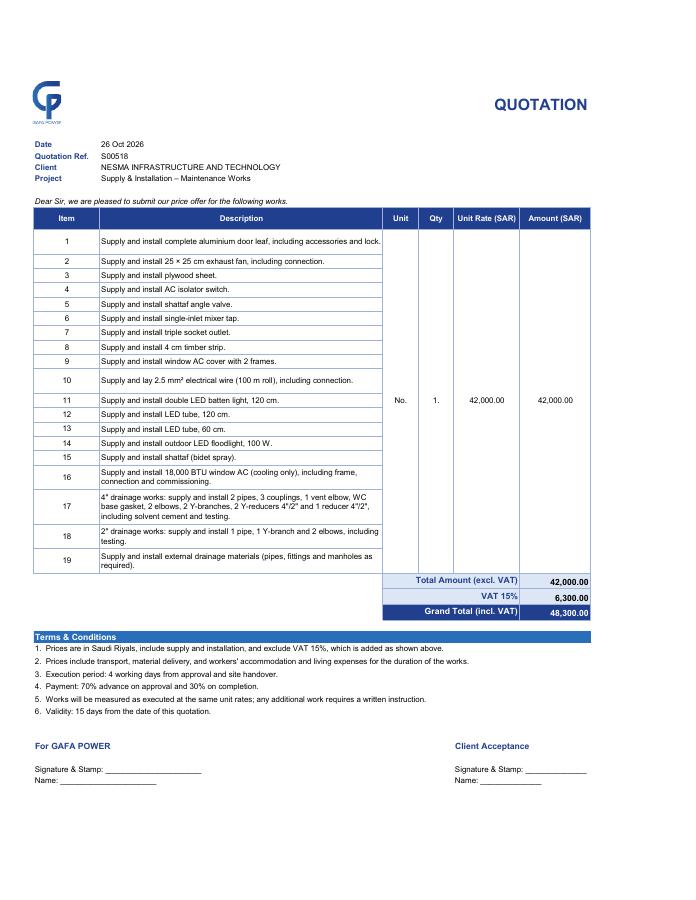 GAFA POWER
QUOTATION
Date 26 Oct 2026
Quotation Ref. S00518
Client NESMA INFRASTRUCTURE AND TECHNOLOGY
Project Supply & Installation – Maintenance Works
Dear Sir, we are pleased to submit our price offer for the following works.
Item Description Unit Qty Unit Rate (SAR) Amount (SAR)
1 Supply and install complete aluminium door leaf, including accessories and lock.
2 Supply and install 25 × 25 cm exhaust fan, including connection.
3 Supply and install plywood sheet.
4 Supply and install AC isolator switch.
5 Supply and install shattaf angle valve.
6 Supply and install single-inlet mixer tap.
7 Supply and install triple socket outlet.
8 Supply and install 4 cm timber strip.
9 Supply and install window AC cover with 2 frames.
10 Supply and lay 2.5 mm² electrical wire (100 m roll), including connection.
11 Supply and install double LED batten light, 120 cm. No. 1. 42,000.00 42,000.00
12 Supply and install LED tube, 120 cm.
13 Supply and install LED tube, 60 cm.
14 Supply and install outdoor LED floodlight, 100 W.
15 Supply and install shattaf (bidet spray).
16 Supply and install 18,000 BTU window AC (cooling only), including frame,
connection and commissioning.
17 4" drainage works: supply and install 2 pipes, 3 couplings, 1 vent elbow, WC
base gasket, 2 elbows, 2 Y-branches, 2 Y-reducers 4"/2" and 1 reducer 4"/2",
including solvent cement and testing.
18 2" drainage works: supply and install 1 pipe, 1 Y-branch and 2 elbows, including
testing.
19 Supply and install external drainage materials (pipes, fittings and manholes as
required).
Total Amount (excl. VAT) 42,000.00
VAT 15% 6,300.00
Grand Total (incl. VAT) 48,300.00
Terms & Conditions
1. Prices are in Saudi Riyals, include supply and installation, and exclude VAT 15%, which is added as shown above.
2. Prices include transport, material delivery, and workers' accommodation and living expenses for the duration of the works.
3. Execution period: 4 working days from approval and site handover.
4. Payment: 70% advance on approval and 30% on completion.
5. Works will be measured as executed at the same unit rates; any additional work requires a written instruction.
6. Validity: 15 days from the date of this quotation.
For GAFA POWER Client Acceptance
Signature & Stamp: ______________________ Signature & Stamp: ______________
Name: ______________________ Name: ______________